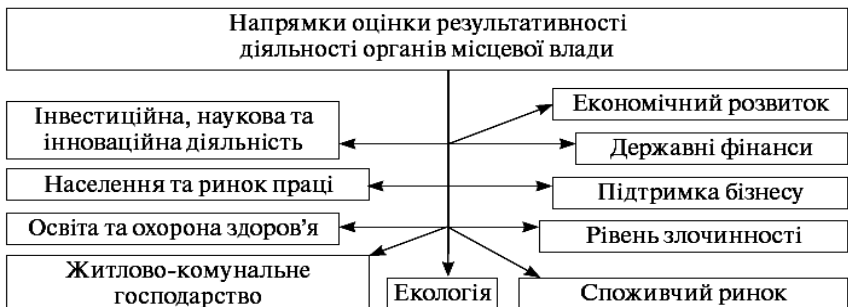 Напрямки оцінки результативності
діяльності органів місцевої влади
Інвестиційна, наукова та
інноваційна діяльність
Економічний розвиток
Державні фінанси
Населення та ринок праці
Підтримка бізнесу
Освіта та охорона здоров’я
Рівень злочинності
Житлово-комунальне
господарство
Екологія
Споживчий ринок